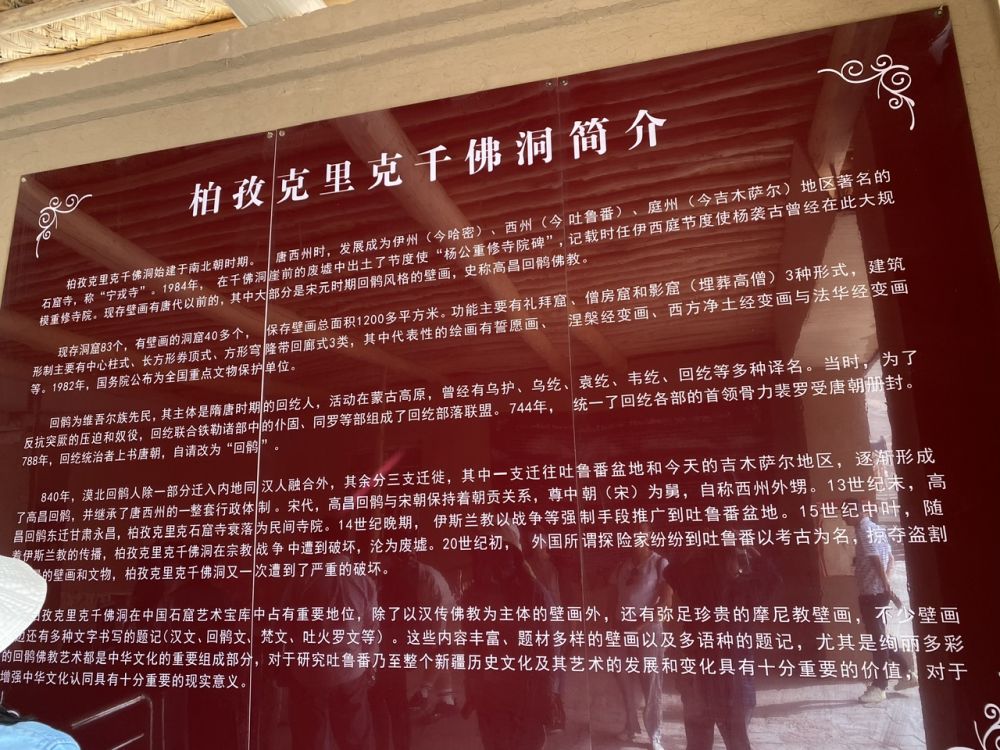 柏孜克里克千佛洞简介
柏孜克里克千佛洞始建于南北朝时期。唐西州时，发展成为伊州（今哈密）、西州（今吐鲁番）、庭州（今吉木萨尔）地区著名的
石窟寺，称“宁戎寺”。1984年，在千佛洞崖前的废墟中出土了节度使“杨公重修寺院碑”，记载时任伊西庭节度使杨袭古曾经在此大规
模重修寺院。现存壁画有唐代以前的，其中大部分是宋元时期回鹘风格的壁画，史称高昌回鹘佛教。
现存洞窟83个，有壁画的洞窟40多个，保存壁画总面积1200多平方米。功能主要有礼拜窟、僧房窟和影窟（埋葬高僧）3种形式，建筑
形制主要有中心柱式、长方形券顶式、方形穹隆带回廊式3类，其中代表性的绘画有誓愿画、涅槃经变画、西方净土经变画与法华经变画
等。1982年，国务院公布为全国重点文物保护单位。
回鹘为维吾尔族先民，其主体是隋唐时期的回纥人，活动在蒙古高原，曾经有乌护、乌纥、袁纥、韦纥、回纥等多种译名。当时，为了
反抗突厥的压迫和奴役，回纥联合铁勒诸部中的仆固、同罗等部组成了回纥部落联盟。744年，统一了回纥各部的首领骨力裴罗受唐朝册封。
788年，回纥统治者上书唐朝，自请改为“回鹘”。
840年，漠北回鹘人除一部分迁入内地同汉人融合外，其余分三支迁徙，其中一支迁往吐鲁番盆地和今天的吉木萨尔地区，逐渐形成
了高昌回鹘，并继承了唐西州的一整套行政体制。宋代，高昌回鹘与宋朝保持着朝贡关系，尊中朝（宋）为舅，自称西州外甥。13世纪末，高
昌回鹘东迁甘肃永昌，柏孜克里克石窟寺衰落为民间寺院。14世纪晚期，伊斯兰教以战争等强制手段推广到吐鲁番盆地。15世纪中叶，随
着伊斯兰教的传播，柏孜克里克千佛洞在宗教战争中遭到破坏，沦为废墟。20世纪初，外国所谓探险家纷纷到吐鲁番以考古为名，掠夺盗割
的壁画和文物，柏孜克里克千佛洞又一次遭到了严重的破坏。
柏孜克里克千佛洞在中国石窟艺术宝库中占有重要地位，除了以汉传佛教为主体的壁画外，还有弥足珍贵的摩尼教壁画，不少壁画
还有多种文字书写的题记（汉文、回鹘文、梵文、吐火罗文等）。这些内容丰富、题材多样的壁画以及多语种的题记，尤其是绚丽多彩
的回鹘佛教艺术都是中华文化的重要组成部分，对于研究吐鲁番乃至整个新疆历史文化及其艺术的发展和变化具有十分重要的价值，对于
增强中华文化认同具有十分重要的现实意义。